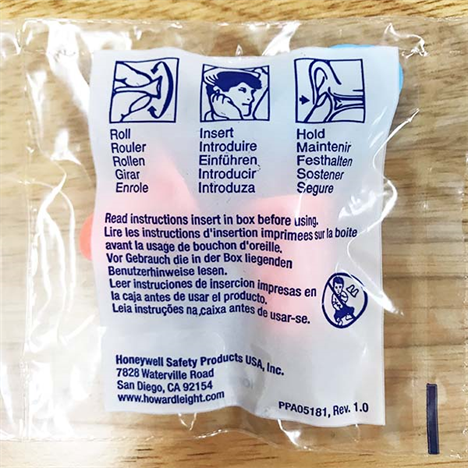 Roll
Rouler
Rollen
Girar
Enrole
Insert
Introduire
Einführen
Introducir
Introduza
Hold
Maintenir
Festhalten
Sostener
Segure
Read instructions insert in box before using.
Lire les instructions d'insertion imprimees sur la boite
avant la usage de bouchon d'oreille.
Vor Gebrauch die in der Box liegenden
Benutzerhinweise lesen.
Leer instruciones de insercion impresas en
la caja antes de usar el producto.
Leia instruções na,caixa antes de usar-se.
Honeywell Safety Products USA, Inc.
7828 Waterville Road
San Diego, CA 92154
www.howardleight.com
PPA05181, Rev. 1.0